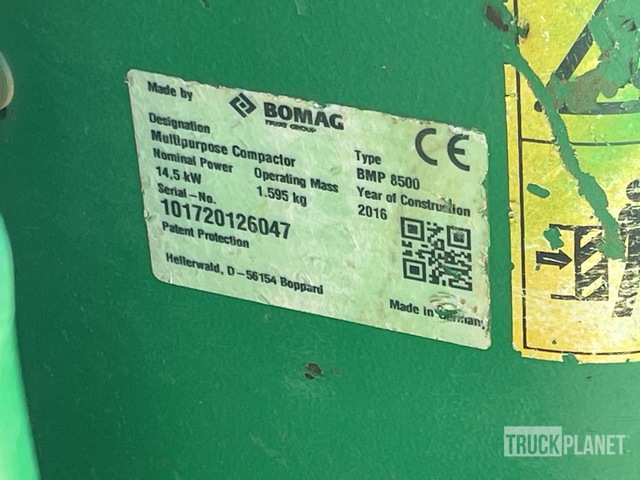 Made by
BOMAG
FAYAT GROUP
CE
Designation
Multipurpose Compactor
Type
BMP 8500
Nominal Power
14,5 kW
Operating Mass
1.595 kg
Year of Construction
2016
Serial-No.
101720126047
Patent Protection
Hellerwald, D-56154 Boppard
Made in Germany
TRUCKPLANET